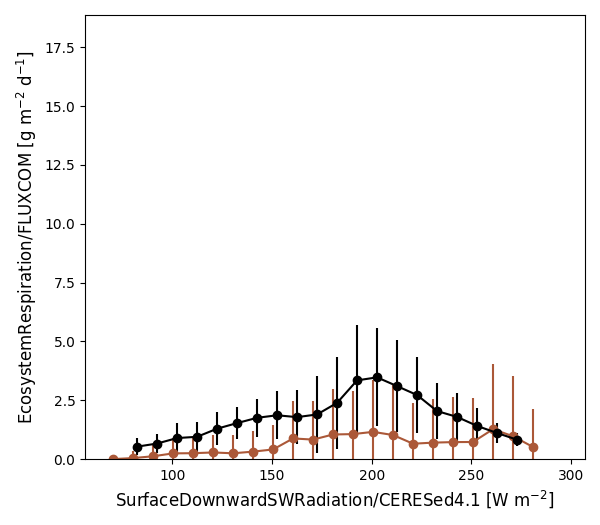 EcosystemRespiration/FLUXCOM [g m⁻² d⁻¹]
17.5
15.0
12.5
10.0
7.5
5.0
2.5
0.0
100 150 200 250 300
SurfaceDownwardSWRadiation/CERESed4.1 [W m⁻²]